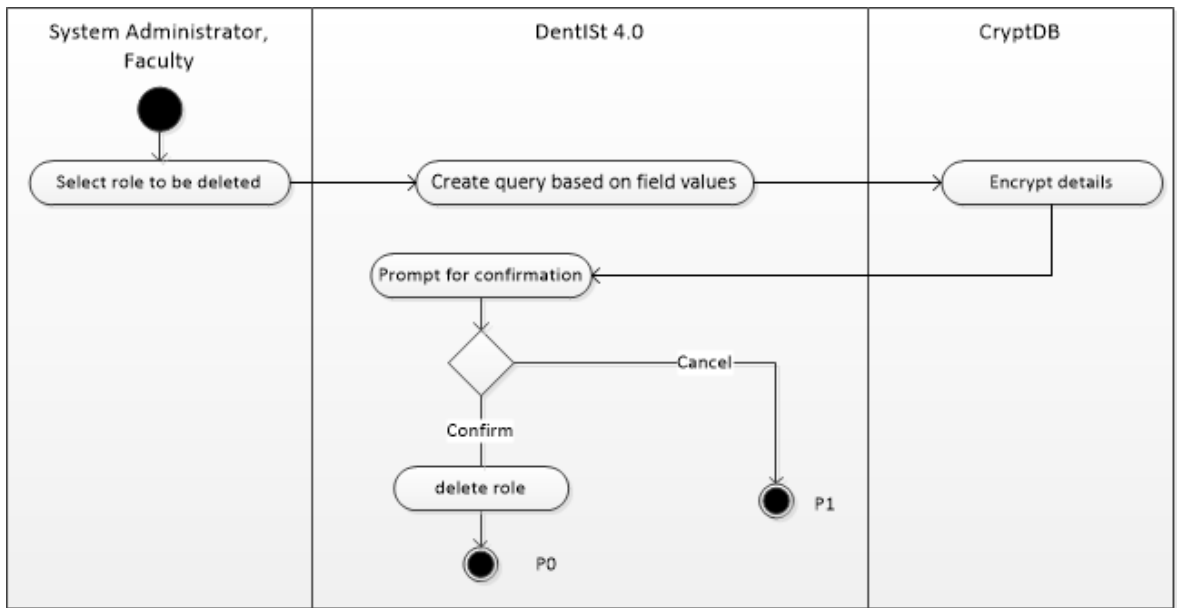 System Administrator,
Faculty
DentISt 4.0
CryptDB
Select role to be deleted
Create query based on field values
Encrypt details
Prompt for confirmation
Cancel
Confirm
delete role
P1
P0